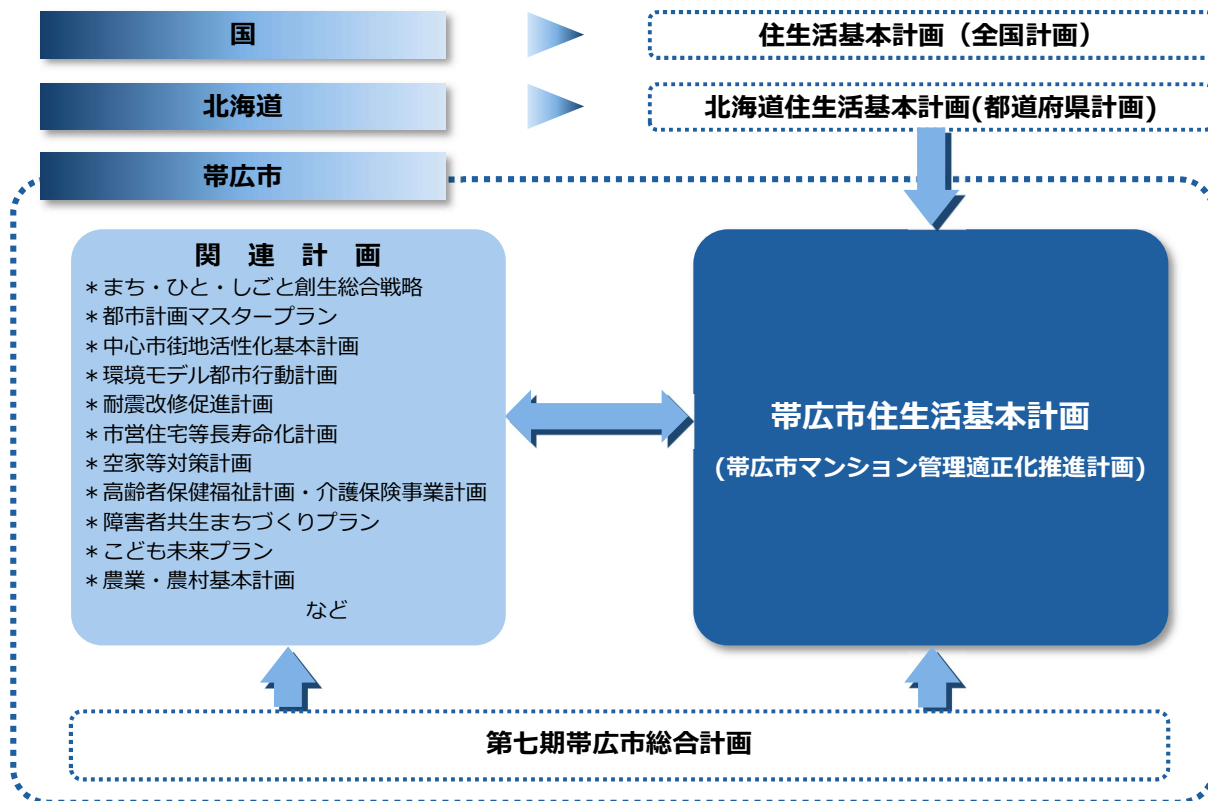 国
住生活基本計画（全国計画）
北海道
北海道住生活基本計画(都道府県計画)
帯広市
関連計画
＊まち・ひと・しごと創生総合戦略
＊都市計画マスタープラン
＊中心市街地活性化基本計画
＊環境モデル都市行動計画
＊耐震改修促進計画
＊市営住宅等長寿命化計画
＊空家等対策計画
＊高齢者保健福祉計画・介護保険事業計画
＊障害者共生まちづくりプラン
＊こども未来プラン
＊農業・農村基本計画
など
帯広市住生活基本計画
(帯広市マンション管理適正化推進計画)
第七期帯広市総合計画